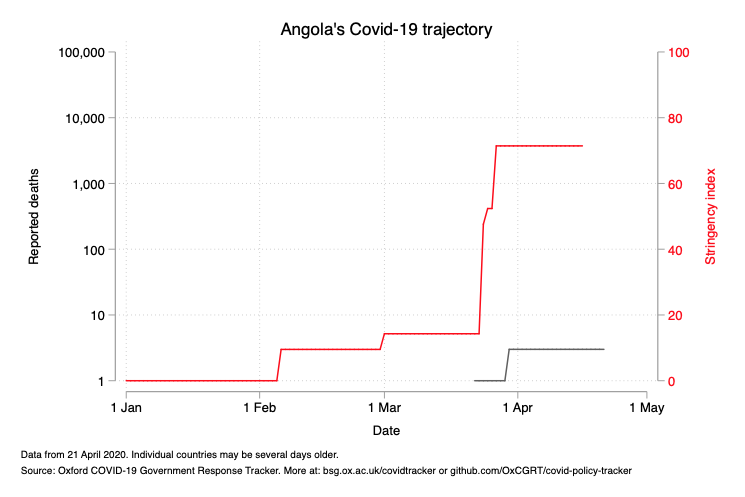 Angola's Covid-19 trajectory
100,000
10,000
1,000
100
10
1
Reported deaths
100
80
60
40
20
0
Stringency index
1 Jan
1 Feb
1 Mar
1 Apr
1 May
Date
Data from 21 April 2020. Individual countries may be several days older.
Source: Oxford COVID-19 Government Response Tracker. More at: bsg.ox.ac.uk/covidtracker or github.com/OxCGRT/covid-policy-tracker